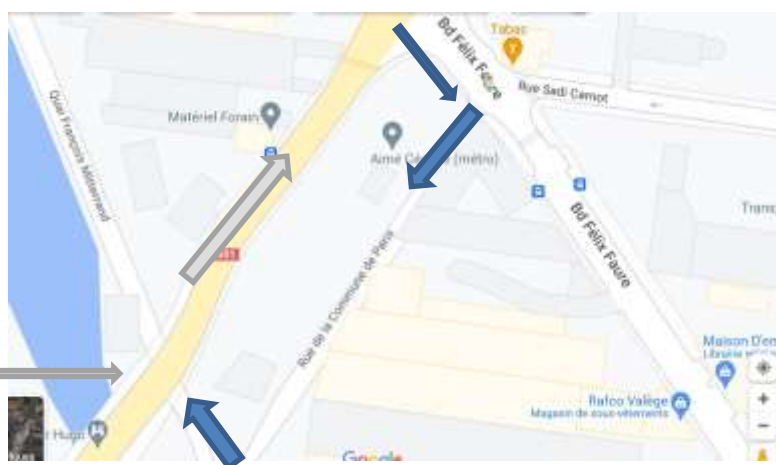 Tabac
Bd Félix Faure
Rue Sadi Carnot
Quai François Mitterrand
Matériel Forain
Aimé (métro)
Bd Félix Faure
Rue de la Commune de Paris
Maison D'en
Rafco Valège
Magasin de sous-vêtements
Hugo
Google